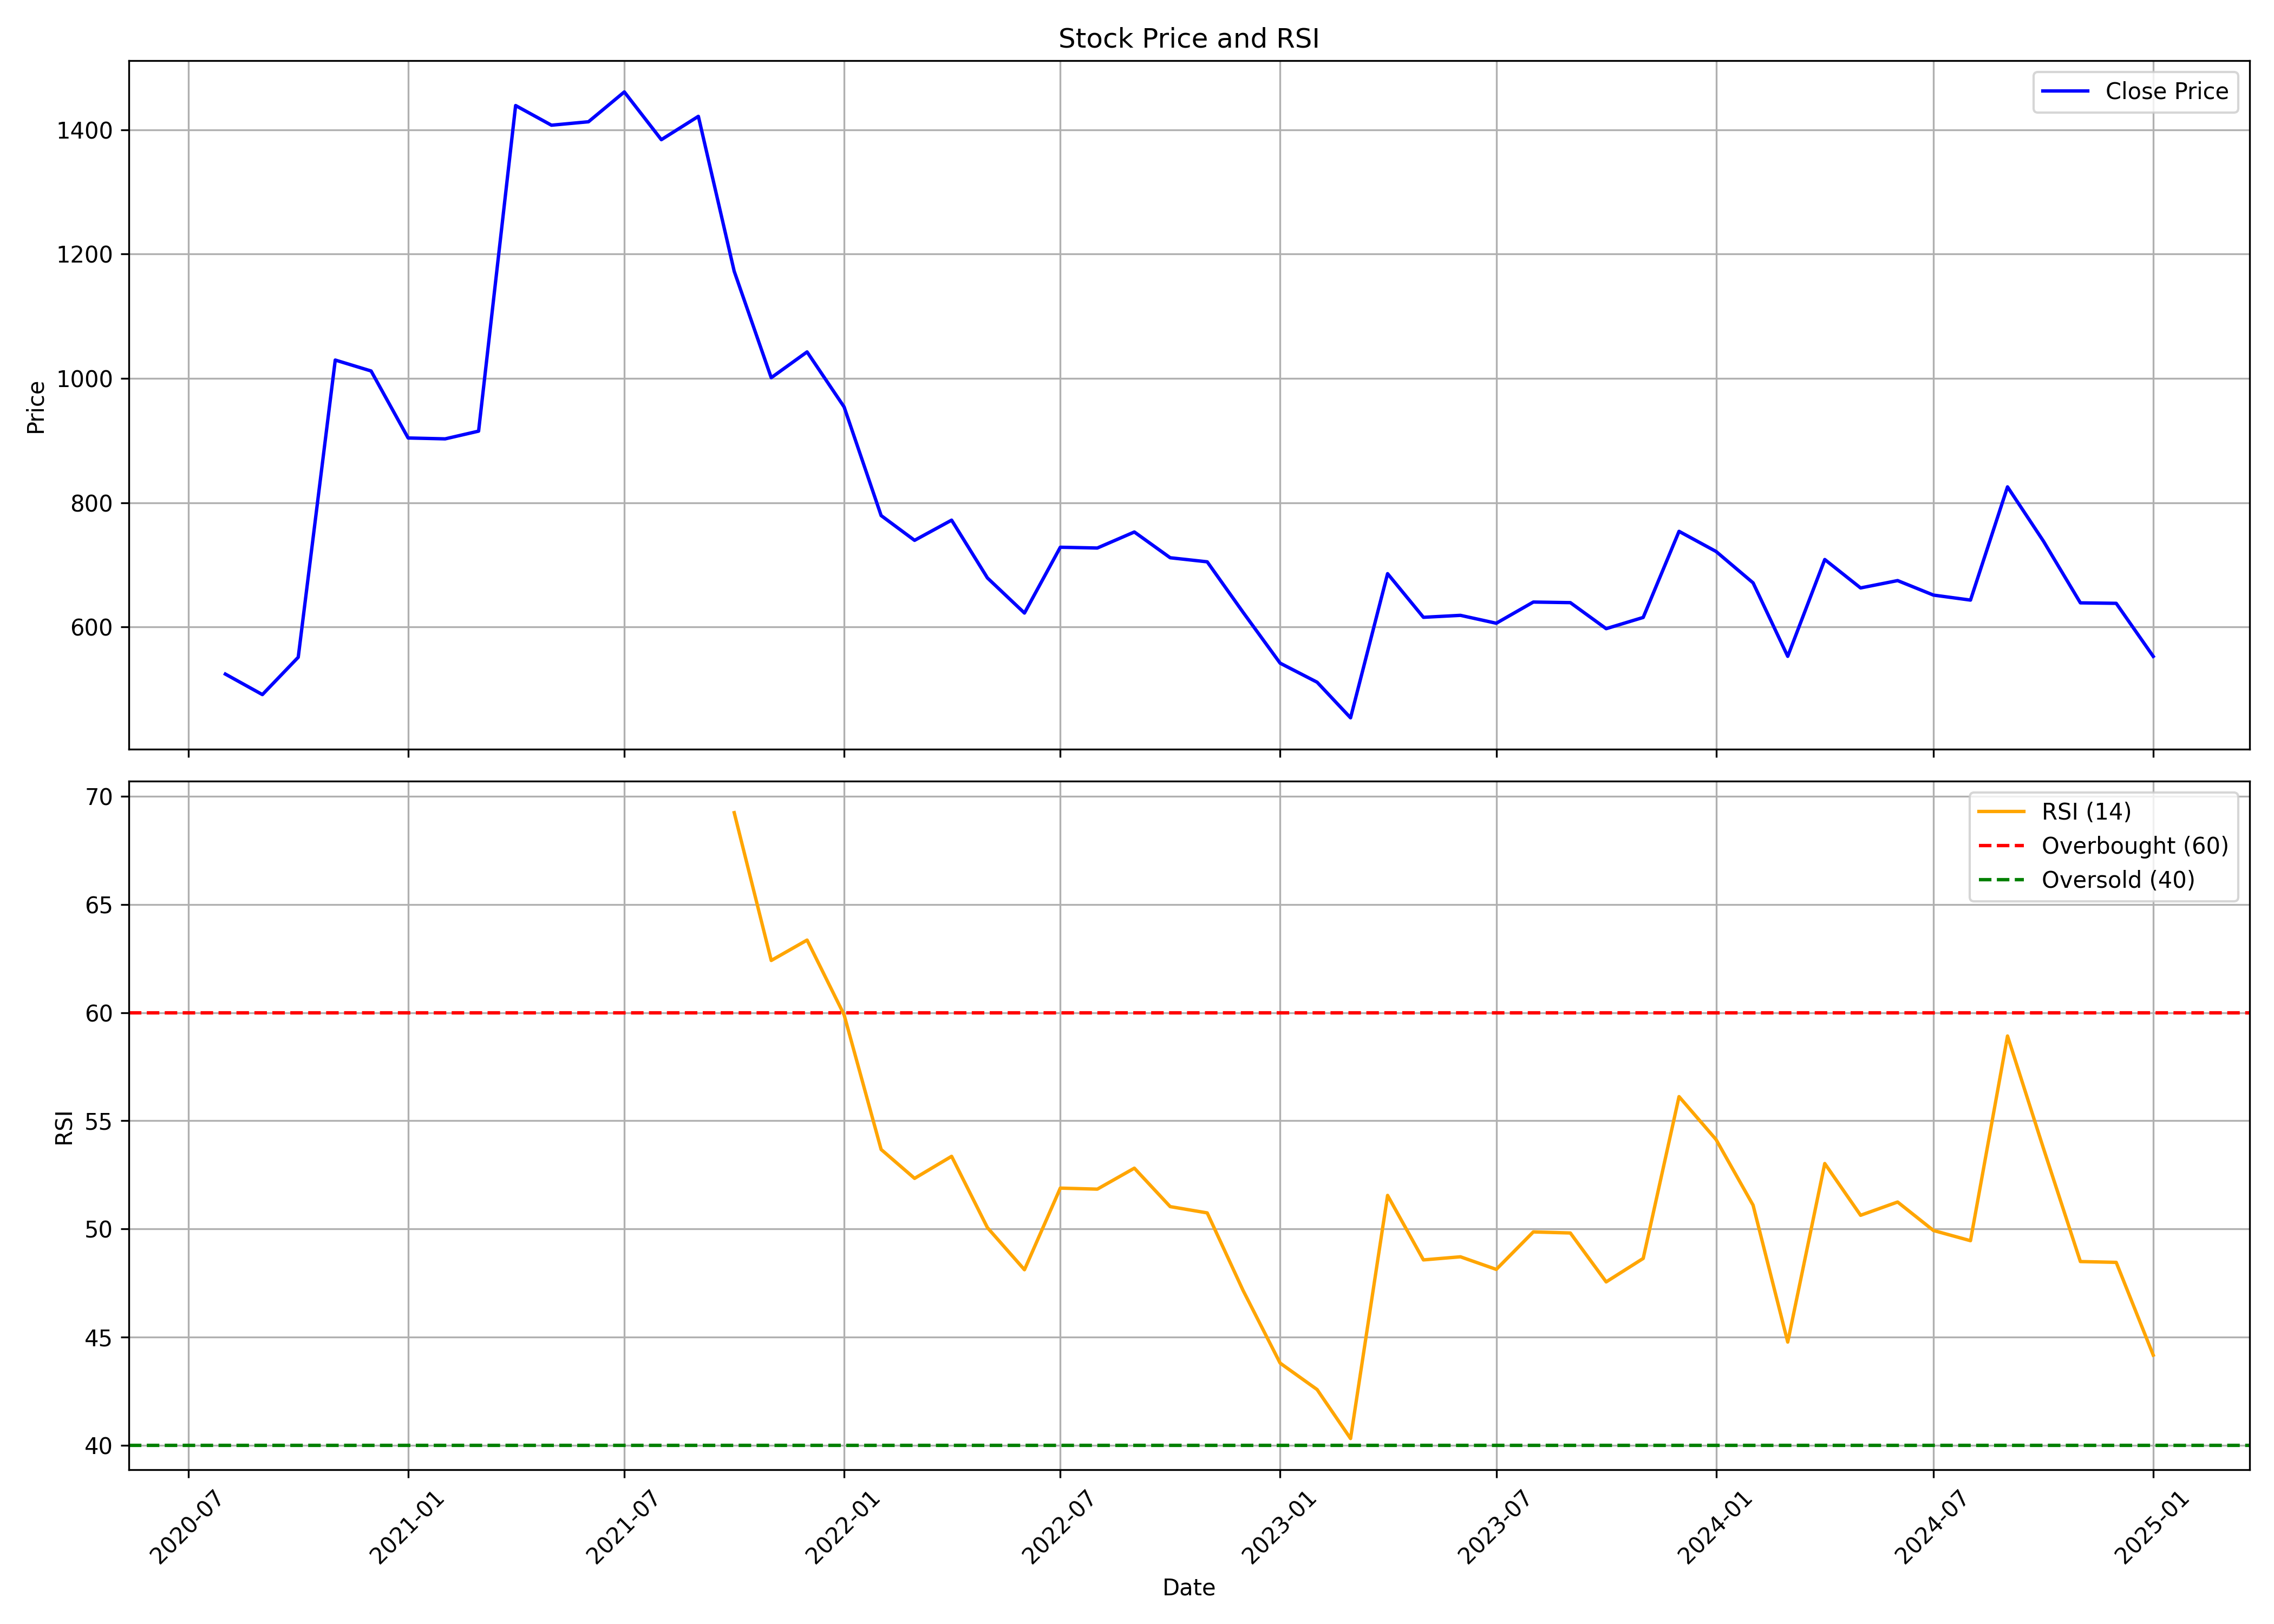 Stock Price and RSI
Close Price
1400
1200
1000
800
600
Price
RSI (14)
Overbought (60)
Oversold (40)
70
65
60
55
50
45
40
RSI
2020-07
2021-01
2021-07
2022-01
2022-07
2023-01
2023-07
2024-01
2024-07
2025-01
Date